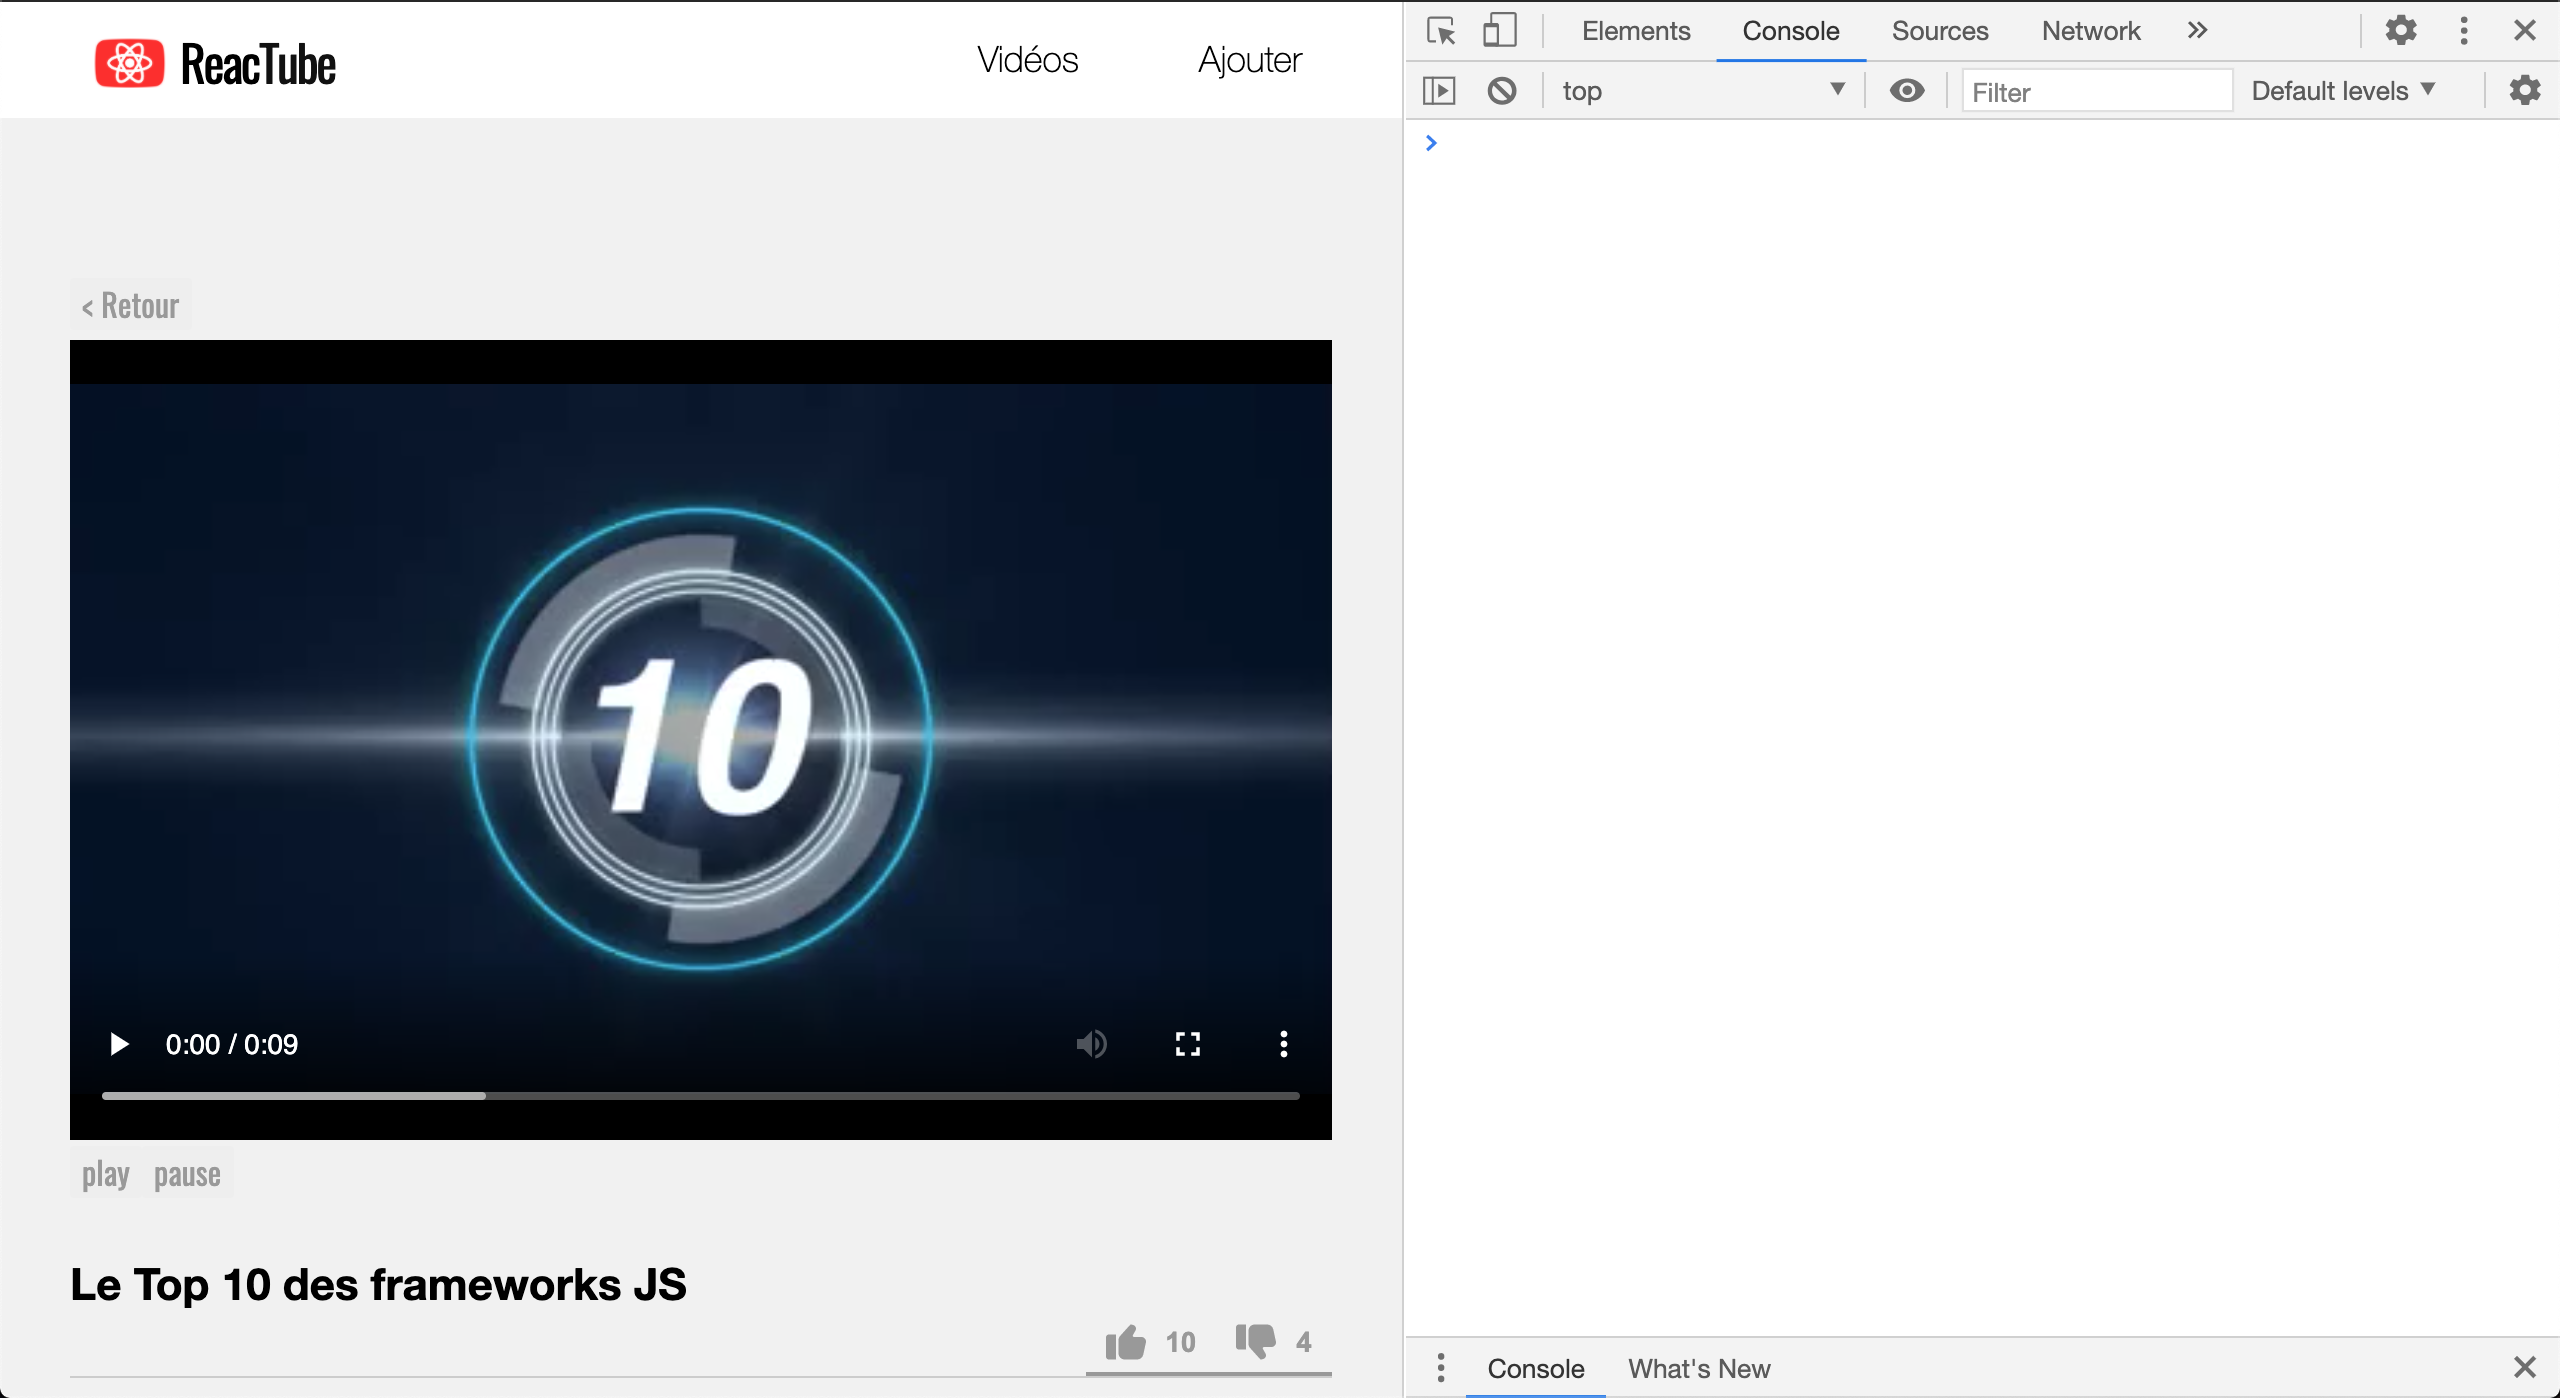 ReacTube Vidéos Ajouter
< Retour
10
0:00 / 0:09
play pause
Le Top 10 des frameworks JS
10 4
Elements Console Sources Network »
top Filter Default levels
Console What's New